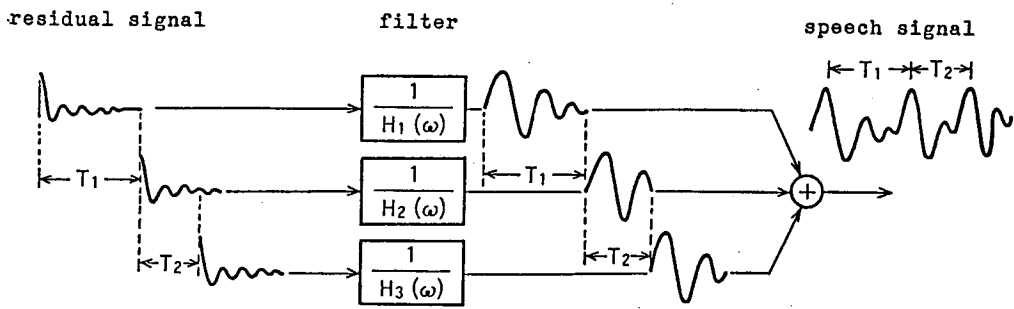 residual signal
filter
speech signal
T₁
T₂
1
H₁(ω)
T₁
T₁
1
H₂(ω)
T₂
T₂
1
H₃(ω)